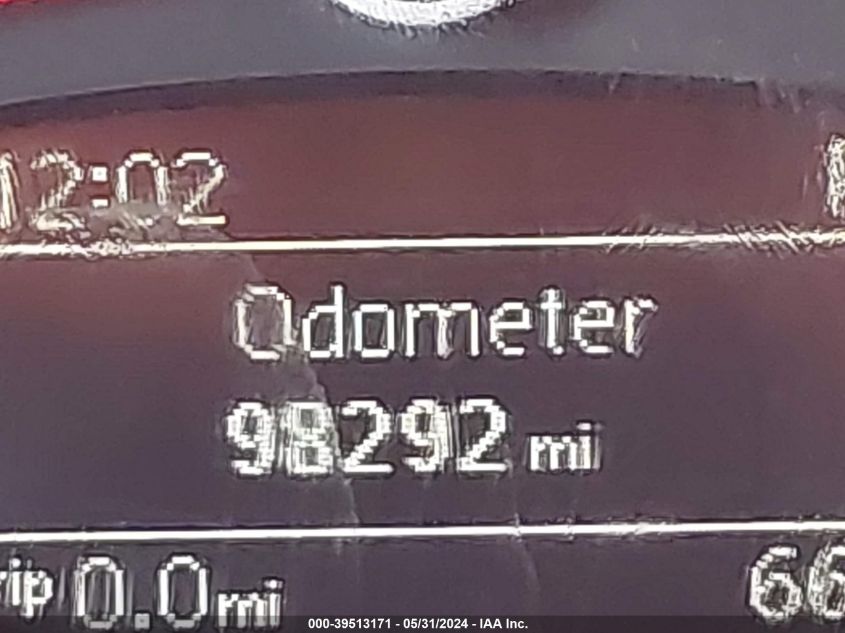 12:02
Odometer
98292 mi
0.0 mi
000-39513171 - 05/31/2024 - IAA Inc.